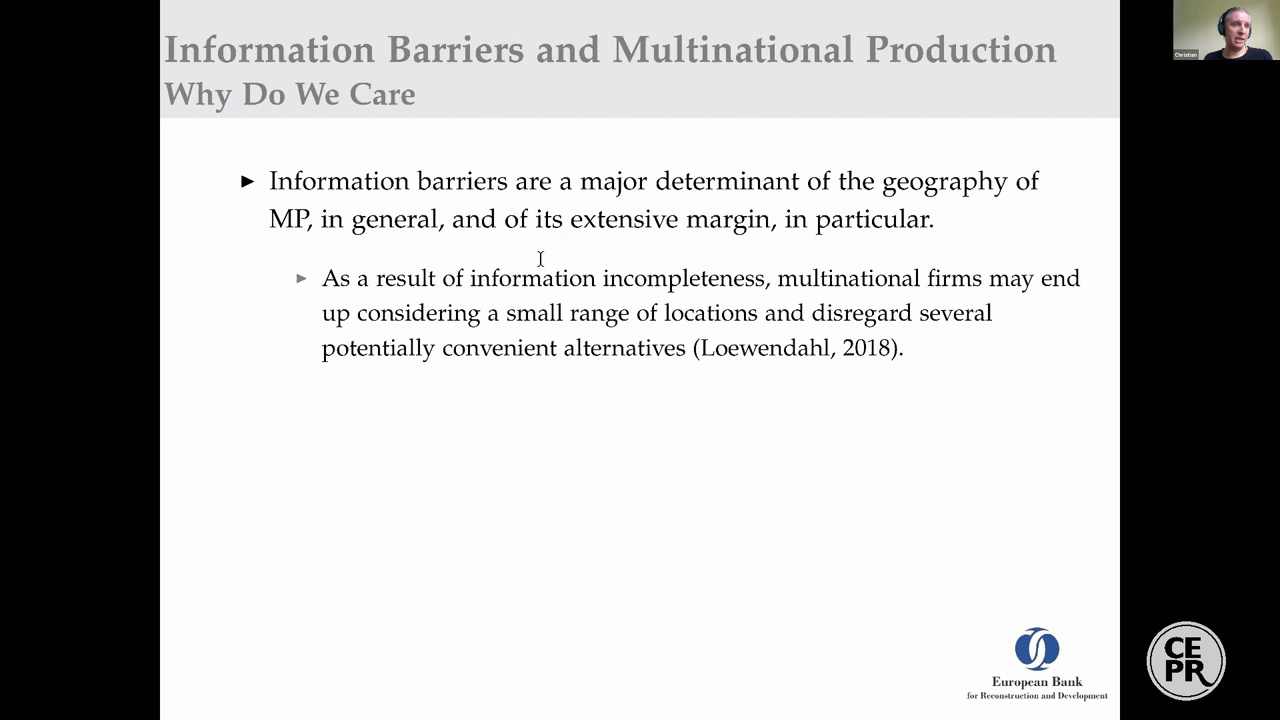 Information Barriers and Multinational Production
Why Do We Care
Christian
► Information barriers are a major determinant of the geography of
MP, in general, and of its extensive margin, in particular.
► As a result of information incompleteness, multinational firms may end
up considering a small range of locations and disregard several
potentially convenient alternatives (Loewendahl, 2018).
European Bank
for Reconstruction and Development
CE
PR